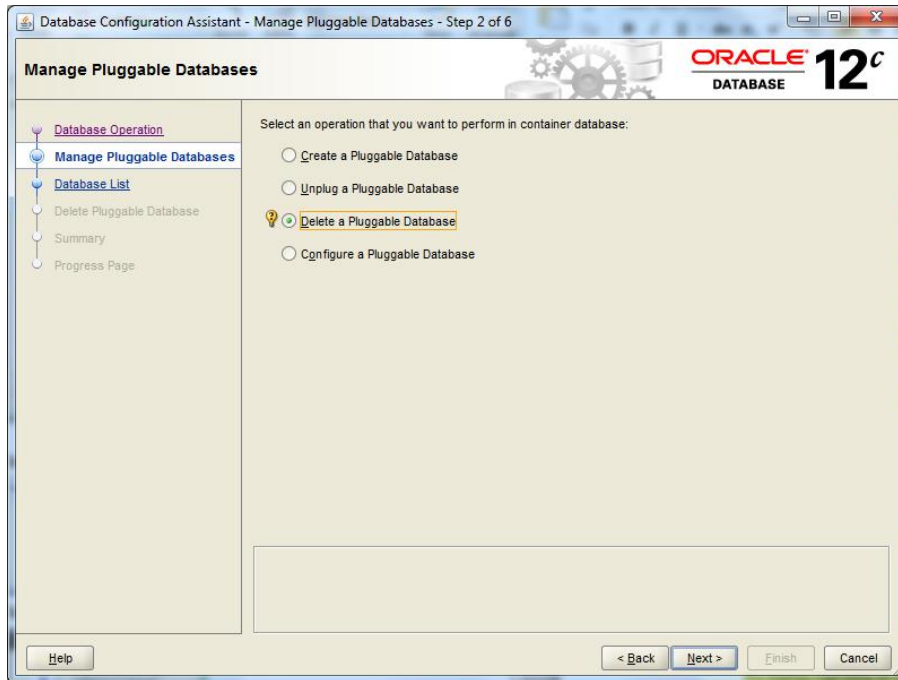 Database Configuration Assistant - Manage Pluggable Databases - Step 2 of 6
Manage Pluggable Databases
ORACLE®
DATABASE
12c
Database Operation
Manage Pluggable Databases
Database List
Delete Pluggable Database
Summary
Progress Page
Select an operation that you want to perform in container database:
Create a Pluggable Database
Unplug a Pluggable Database
Delete a Pluggable Database
Configure a Pluggable Database
Help
< Back
Next >
Finish
Cancel